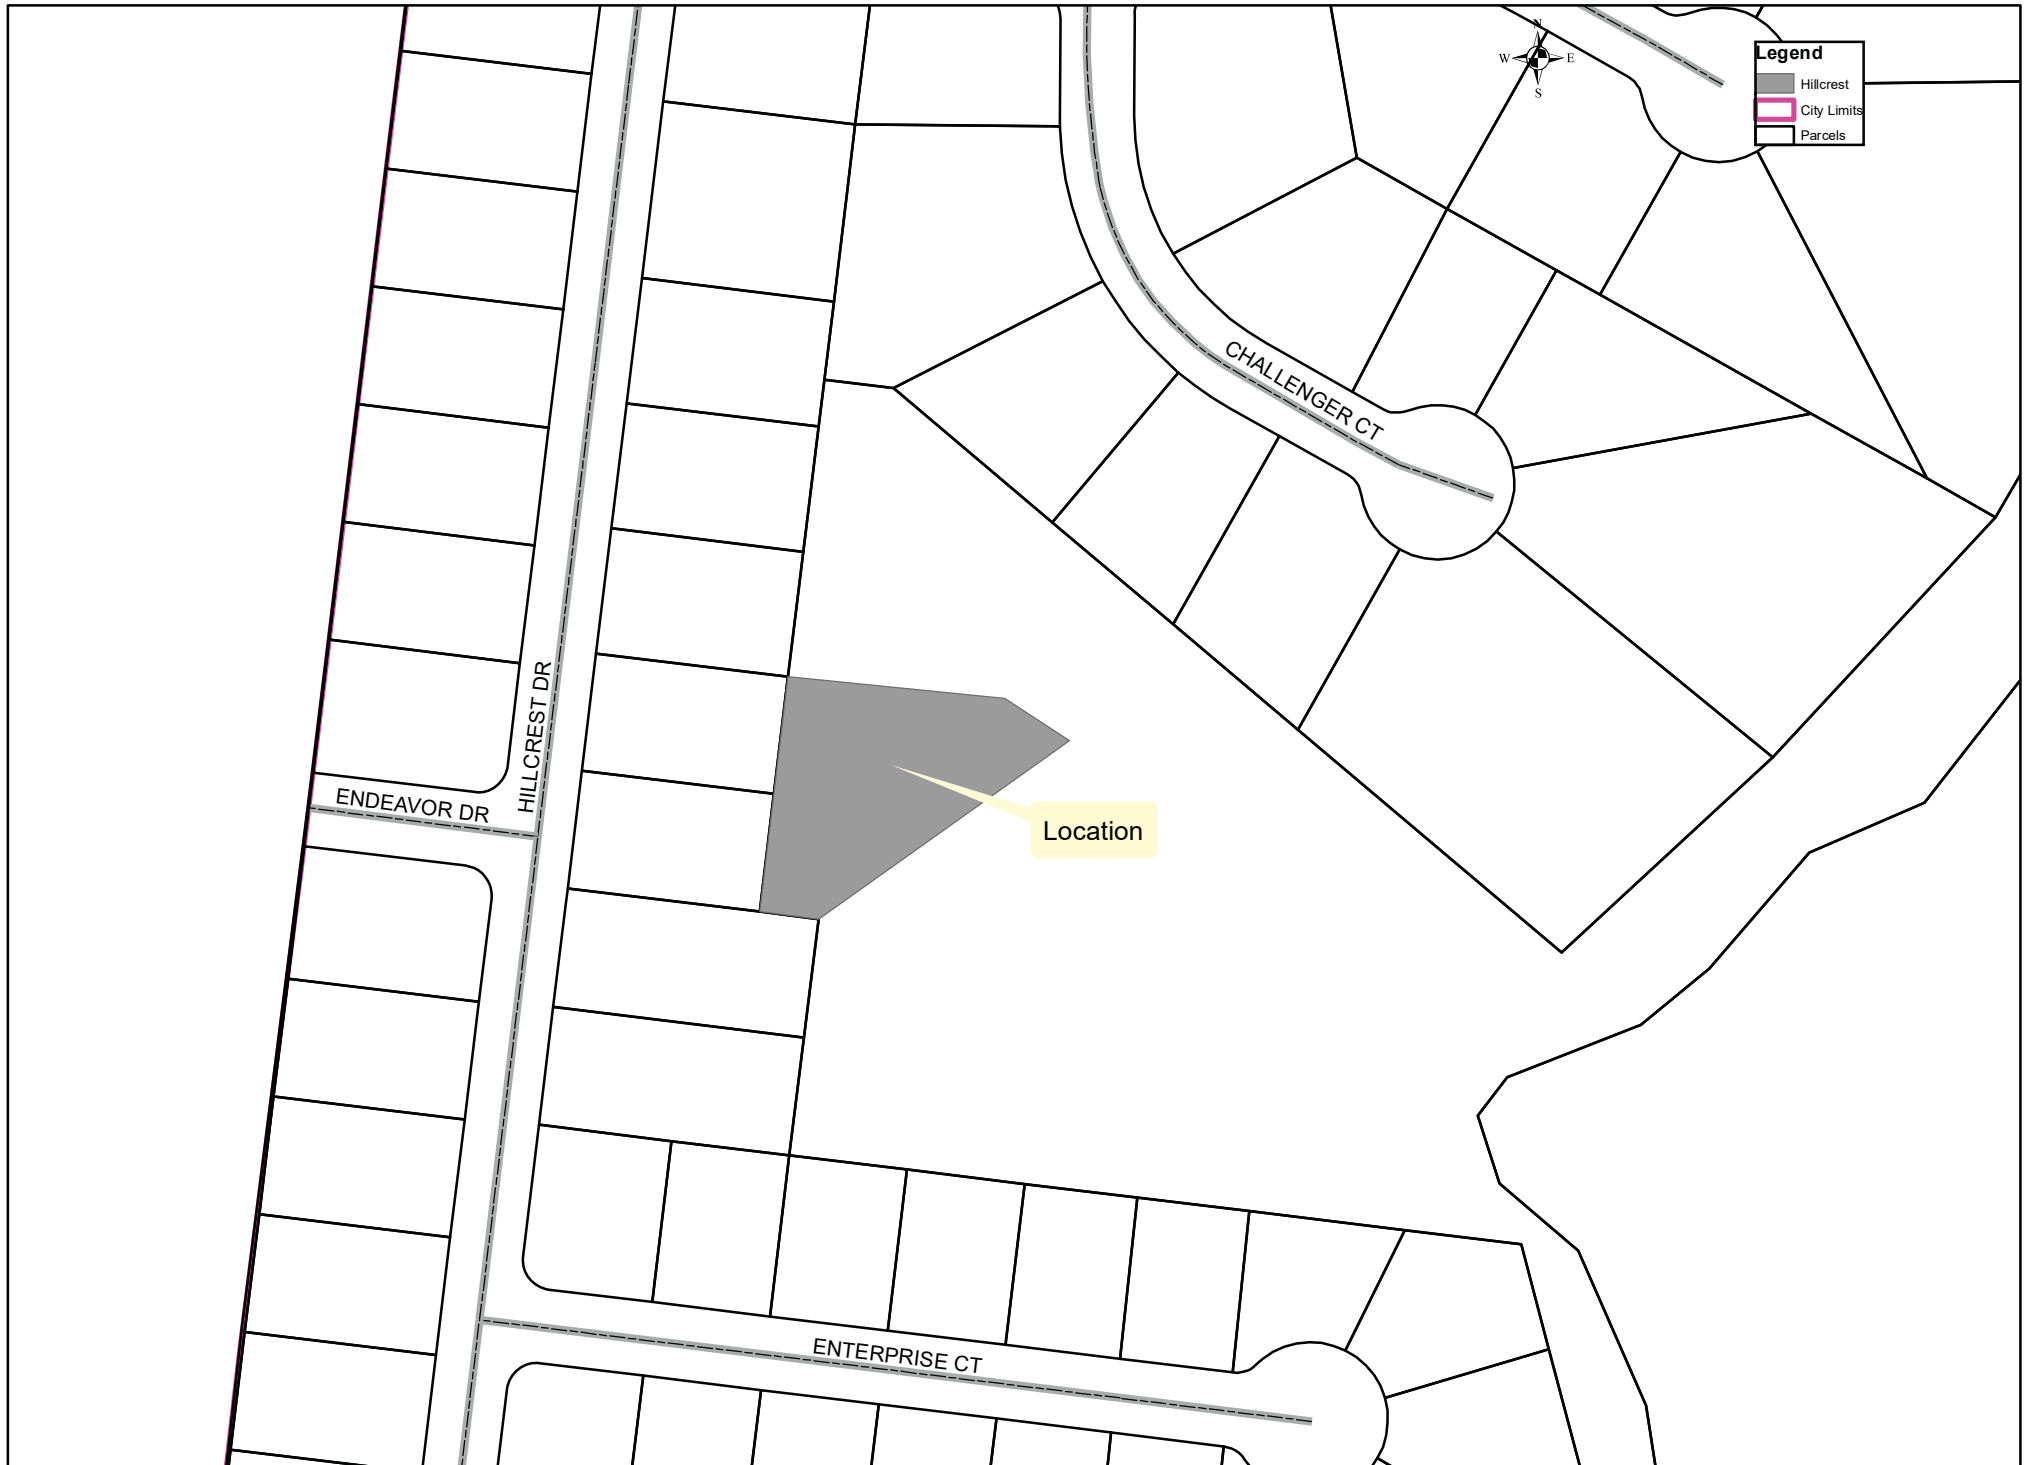 N
W
E
S
Legend
Hillcrest
City Limits
Parcels
CHALLENGER CT
HILLCREST DR
ENDEAVOR DR
Location
ENTERPRISE CT